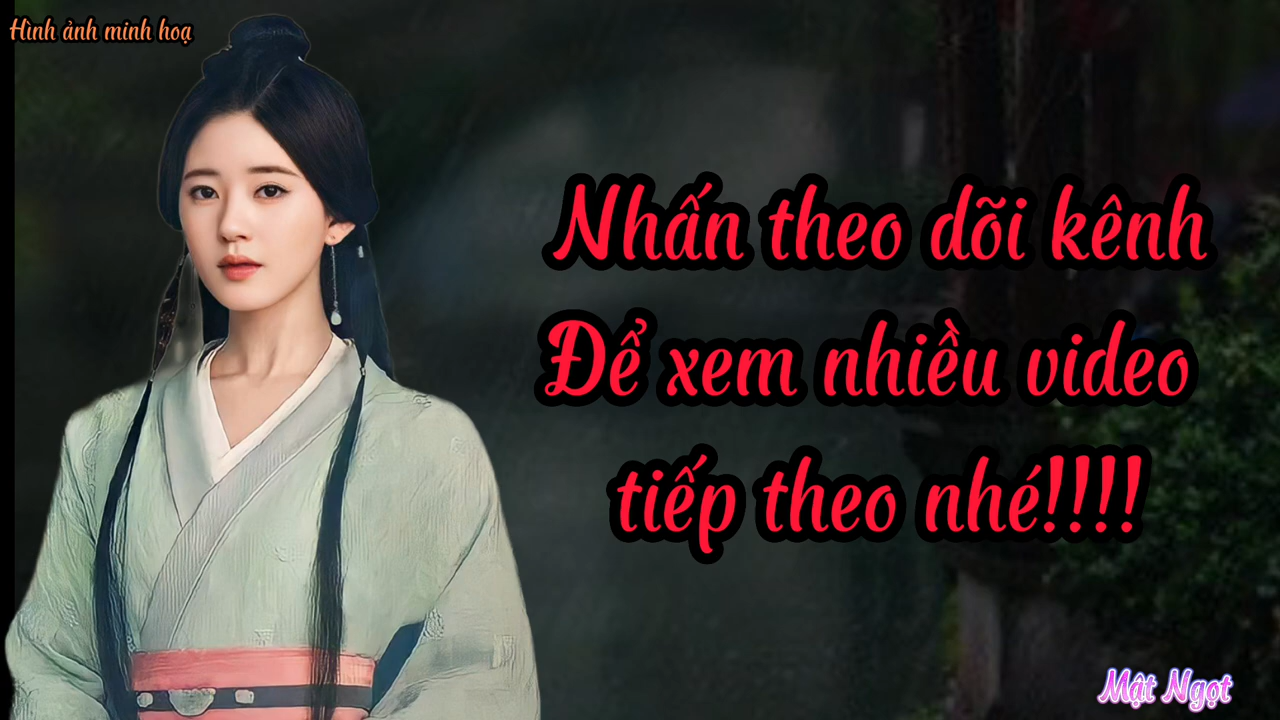 Hình ảnh minh hoạ
Nhấn theo dõi kênh
Để xem nhiều video
tiếp theo nhé!!!!
Mật Ngọt